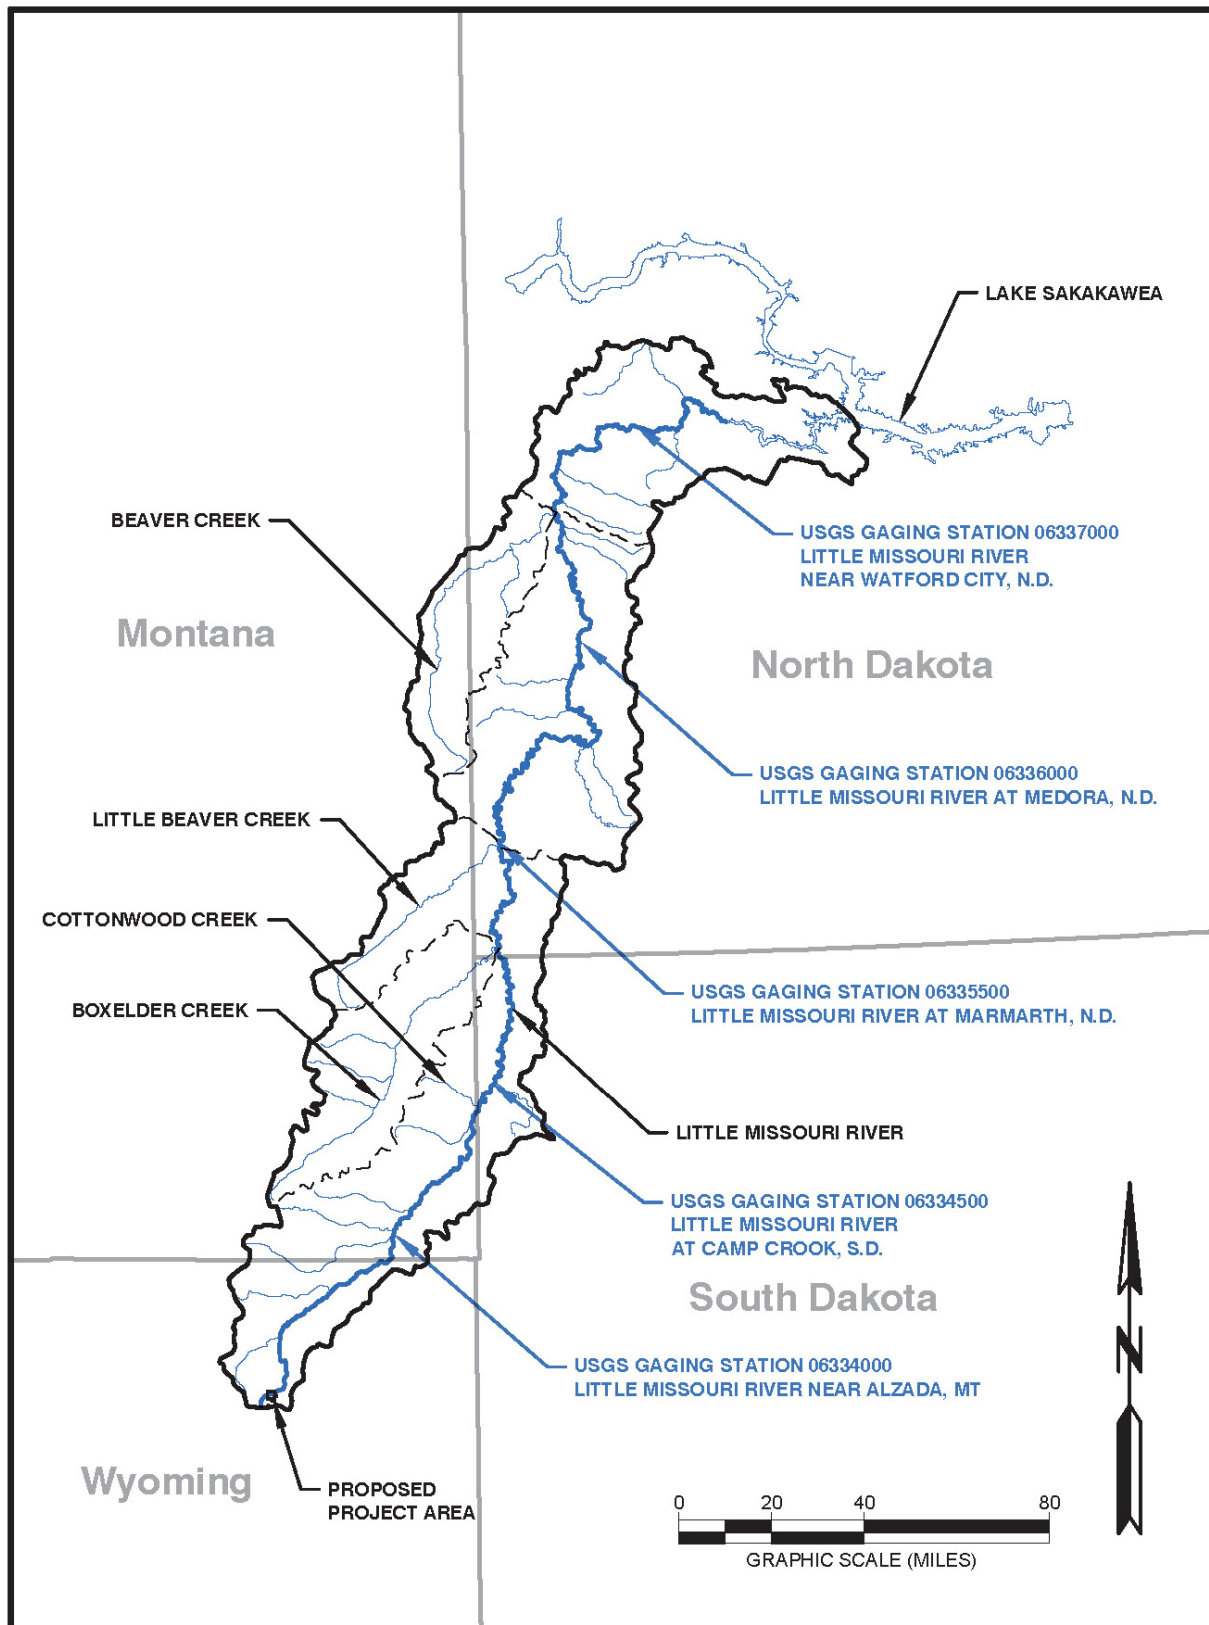 LAKE SAKAKAWEA
BEAVER CREEK
USGS GAGING STATION 06337000
LITTLE MISSOURI RIVER
NEAR WATFORD CITY, N.D.
Montana
North Dakota
USGS GAGING STATION 06336000
LITTLE MISSOURI RIVER AT MEDORA, N.D.
LITTLE BEAVER CREEK
COTTONWOOD CREEK
BOXELDER CREEK
USGS GAGING STATION 06335500
LITTLE MISSOURI RIVER AT MARMARTH, N.D.
LITTLE MISSOURI RIVER
USGS GAGING STATION 06334500
LITTLE MISSOURI RIVER
AT CAMP CROOK, S.D.
South Dakota
USGS GAGING STATION 06334000
LITTLE MISSOURI RIVER NEAR ALZADA, MT
Wyoming
PROPOSED
PROJECT AREA
N
0 20 40 80
GRAPHIC SCALE (MILES)